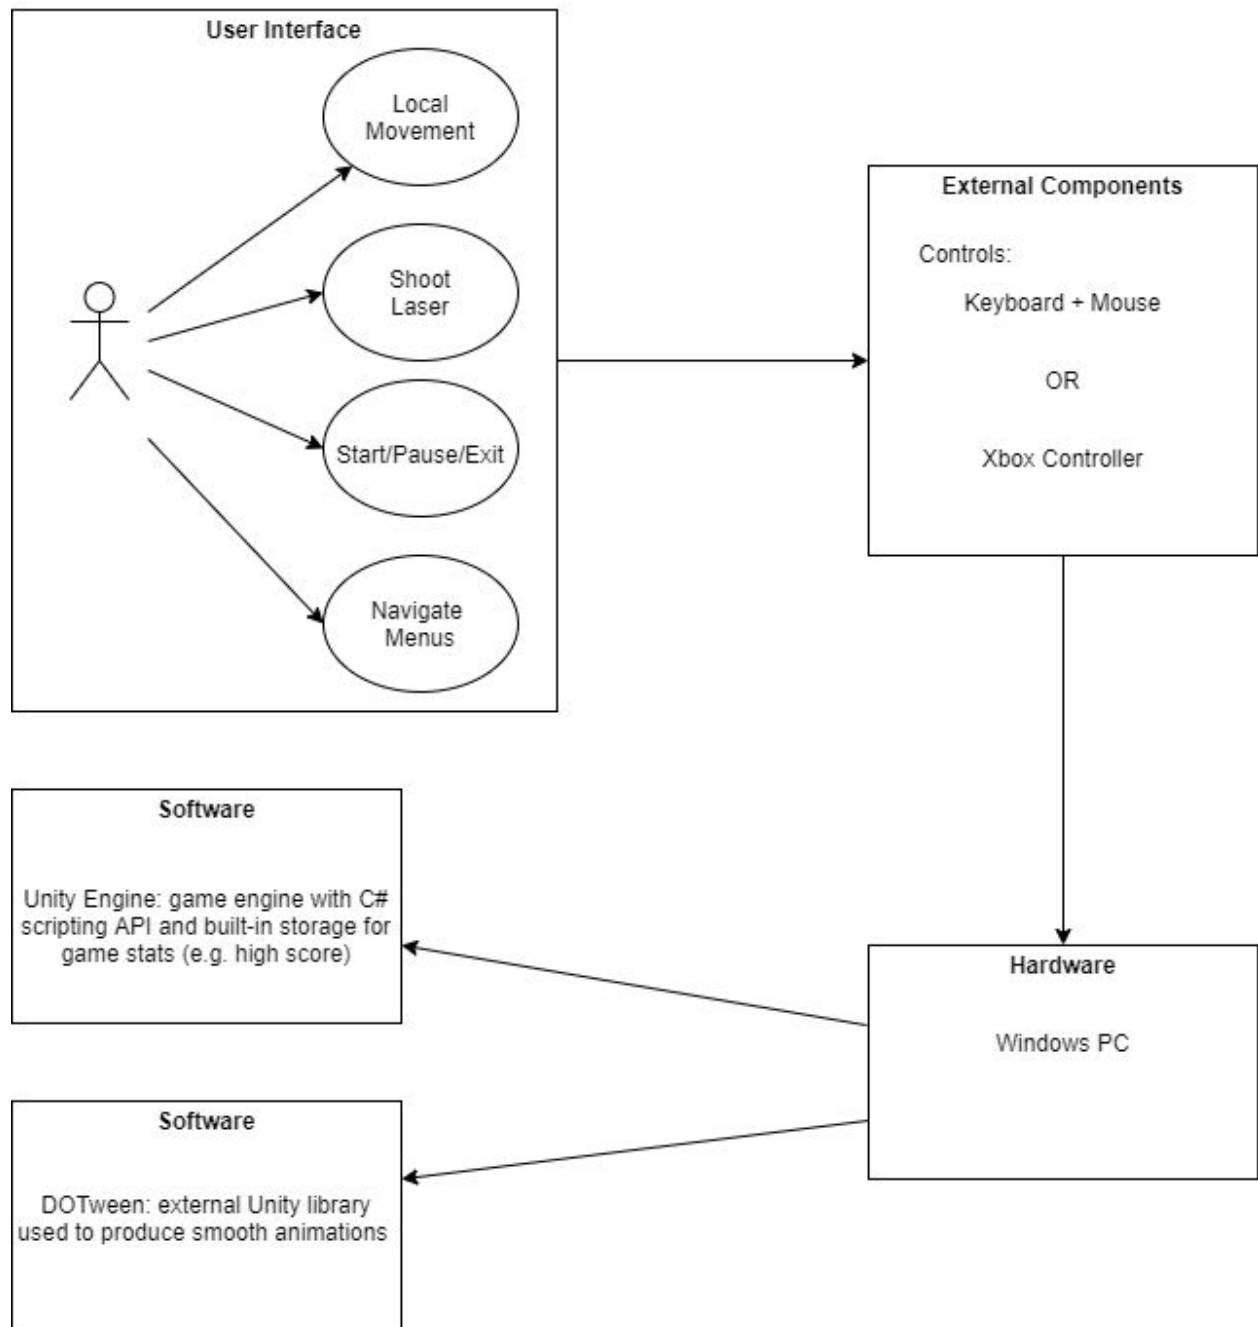 User Interface
Local
Movement
Shoot
Laser
Start/Pause/Exit
Navigate
Menus
External Components
Controls:
Keyboard + Mouse
OR
Xbox Controller
Software
Unity Engine: game engine with C#
scripting API and built-in storage for
game stats (e.g. high score)
Hardware
Windows PC
Software
DOTween: external Unity library
used to produce smooth animations